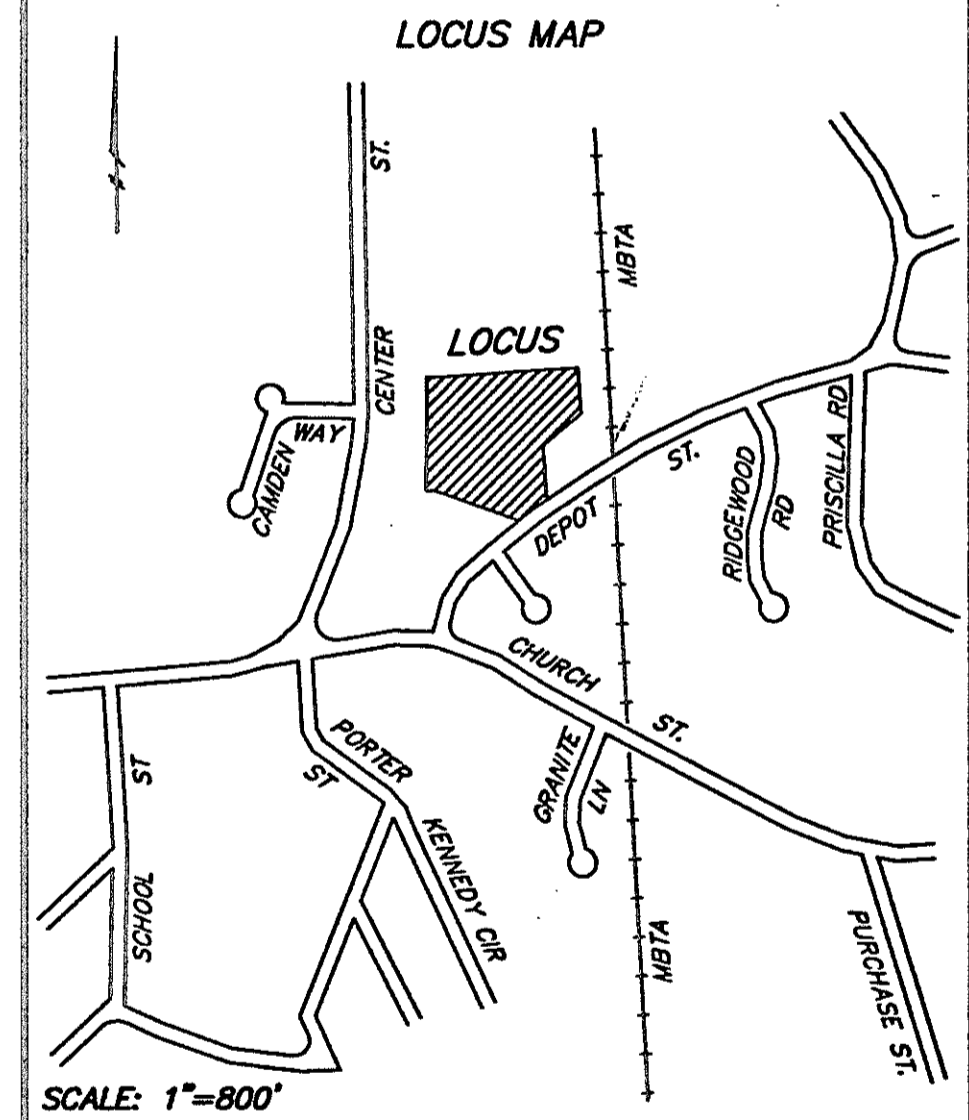 LOCUS MAP
ST.
MBTA
CENTER
LOCUS
WAY
CAMDEN
ST.
DEPOT
RIDGEWOOD
RD
PRISCILLA RD
CHURCH
ST.
GRANITE
LN
PORTER
ST
KENNEDY CIR
ST
SCHOOL
MBTA
PURCHASE ST.
SCALE: 1"=800'